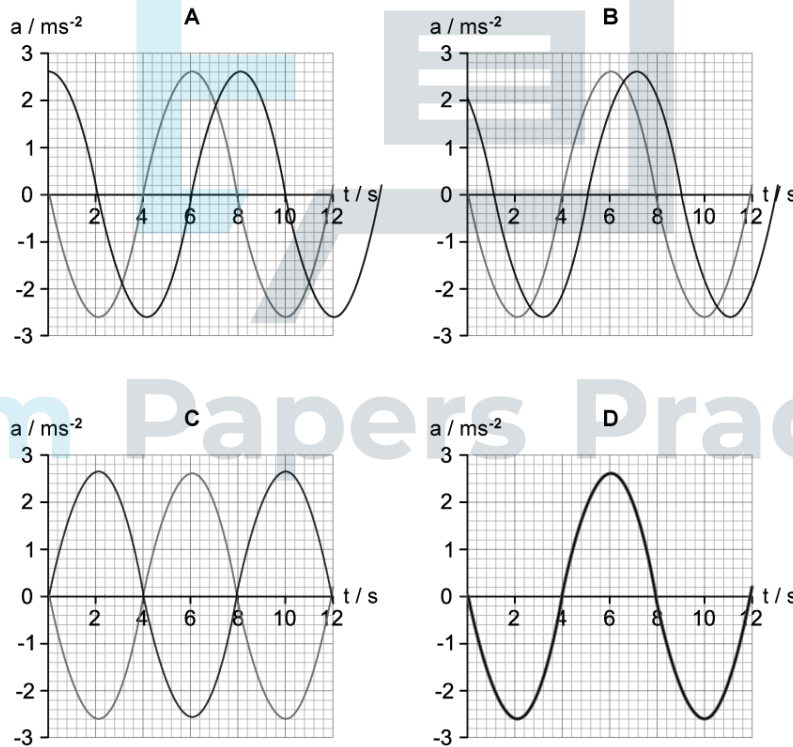 A B
a / ms-2 a / ms-2
3 3
2 2
1 1
0 t / s 0 t / s
2 4 6 8 10 12 2 4 6 8 10 12
-1 -1
-2 -2
-3 -3
m Papers Prac
C D
a / ms-2 a / ms-2
3 3
2 2
1 1
0 t / s 0 t / s
2 4 6 8 10 12 2 4 6 8 10 12
-1 -1
-2 -2
-3 -3